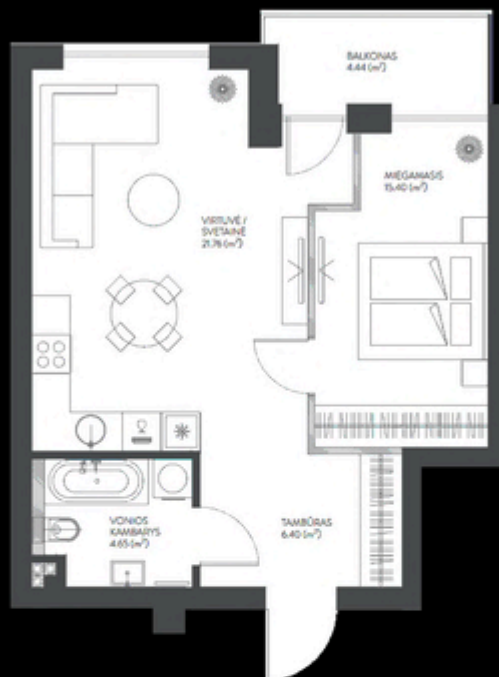 BALKONAS
4.44 (m²)
MIEGAMASIS
15.40 (m²)
VIRTUVĖ /
SVETAINĖ
21.76 (m²)
VONIOS
KAMBARYS
4.65 (m²)
TAMBŪRAS
6.40 (m²)